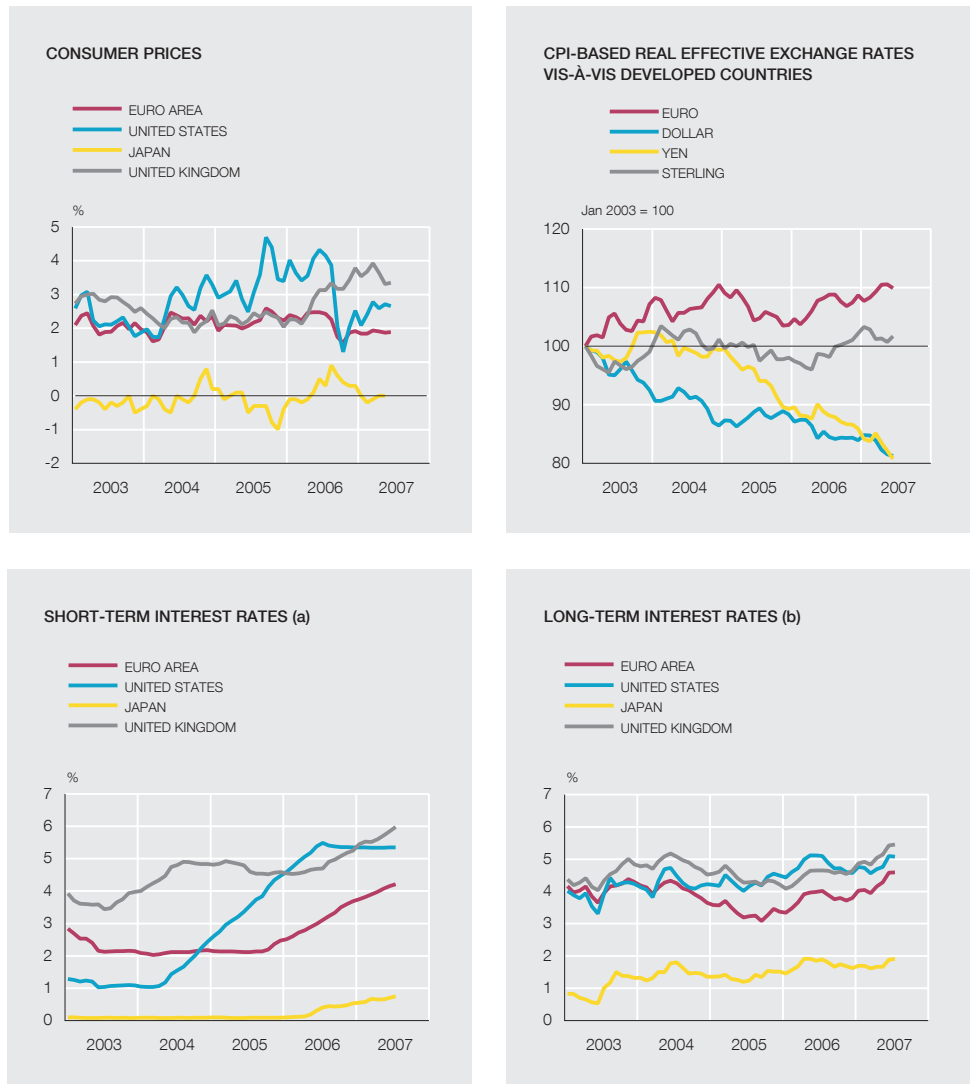 CONSUMER PRICES
EURO AREA
UNITED STATES
JAPAN
UNITED KINGDOM
%
5
4
3
2
1
0
-1
-2
2003 2004 2005 2006 2007
CPI-BASED REAL EFFECTIVE EXCHANGE RATES
VIS-À-VIS DEVELOPED COUNTRIES
EURO
DOLLAR
YEN
STERLING
Jan 2003 = 100
120
110
100
90
80
2003 2004 2005 2006 2007
SHORT-TERM INTEREST RATES (a)
EURO AREA
UNITED STATES
JAPAN
UNITED KINGDOM
%
7
6
5
4
3
2
1
0
2003 2004 2005 2006 2007
LONG-TERM INTEREST RATES (b)
EURO AREA
UNITED STATES
JAPAN
UNITED KINGDOM
%
7
6
5
4
3
2
1
0
2003 2004 2005 2006 2007